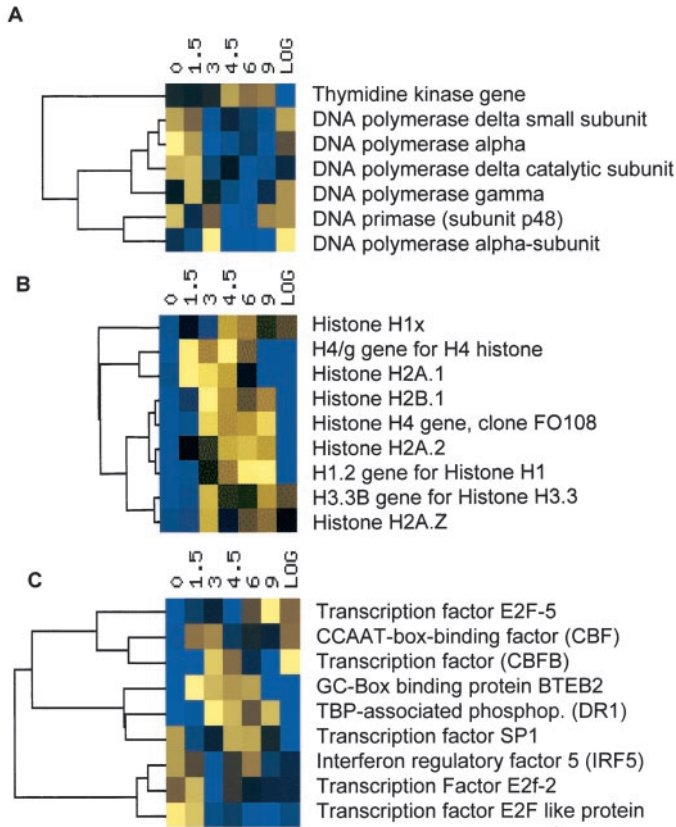 A
0 1.5 3 4.5 6 9 LOG
Thymidine kinase gene
DNA polymerase delta small subunit
DNA polymerase alpha
DNA polymerase delta catalytic subunit
DNA polymerase gamma
DNA primase (subunit p48)
DNA polymerase alpha-subunit
B
0 1.5 3 4.5 6 9 LOG
Histone H1x
H4/g gene for H4 histone
Histone H2A.1
Histone H2B.1
Histone H4 gene, clone FO108
Histone H2A.2
H1.2 gene for Histone H1
H3.3B gene for Histone H3.3
Histone H2A.Z
C
0 1.5 3 4.5 6 9 LOG
Transcription factor E2F-5
CCAAT-box-binding factor (CBF)
Transcription factor (CBFB)
GC-Box binding protein BTEB2
TBP-associated phosphop. (DR1)
Transcription factor SP1
Interferon regulatory factor 5 (IRF5)
Transcription Factor E2f-2
Transcription factor E2F like protein